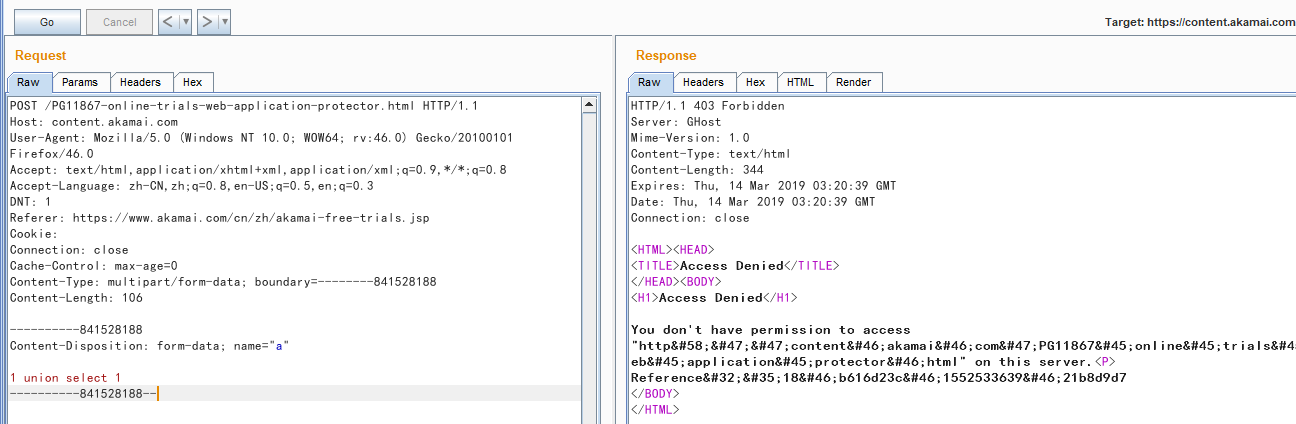 Go
Cancel
<
>
Target: https://content.akamai.com
Request
Response
Raw
Params
Headers
Hex
Raw
Headers
Hex
HTML
Render
POST /PG11867-online-trials-web-application-protector.html HTTP/1.1
Host: content.akamai.com
User-Agent: Mozilla/5.0 (Windows NT 10.0; WOW64; rv:46.0) Gecko/20100101
Firefox/46.0
Accept: text/html,application/xhtml+xml,application/xml;q=0.9,*/*;q=0.8
Accept-Language: zh-CN,zh;q=0.8,en-US;q=0.5,en;q=0.3
DNT: 1
Referer: https://www.akamai.com/cn/zh/akamai-free-trials.jsp
Cookie:
Connection: close
Cache-Control: max-age=0
Content-Type: multipart/form-data; boundary=--------841528188
Content-Length: 106
----------841528188
Content-Disposition: form-data; name="a"
1 union select 1
----------841528188--
HTTP/1.1 403 Forbidden
Server: GHost
Mime-Version: 1.0
Content-Type: text/html
Content-Length: 344
Expires: Thu, 14 Mar 2019 03:20:39 GMT
Date: Thu, 14 Mar 2019 03:20:39 GMT
Connection: close
<HTML><HEAD>
<TITLE>Access Denied</TITLE>
</HEAD><BODY>
<H1>Access Denied</H1>
You don't have permission to access
"http&#58;&#47;&#47;content&#46;akamai&#46;com&#47;PG11867&#45;online&#45;trials&#4
eb&#45;application&#45;protector&#46;html" on this server.<P>
Reference&#32;&#35;18&#46;b616d23c&#46;1552533639&#46;21b8d9d7
</BODY>
</HTML>